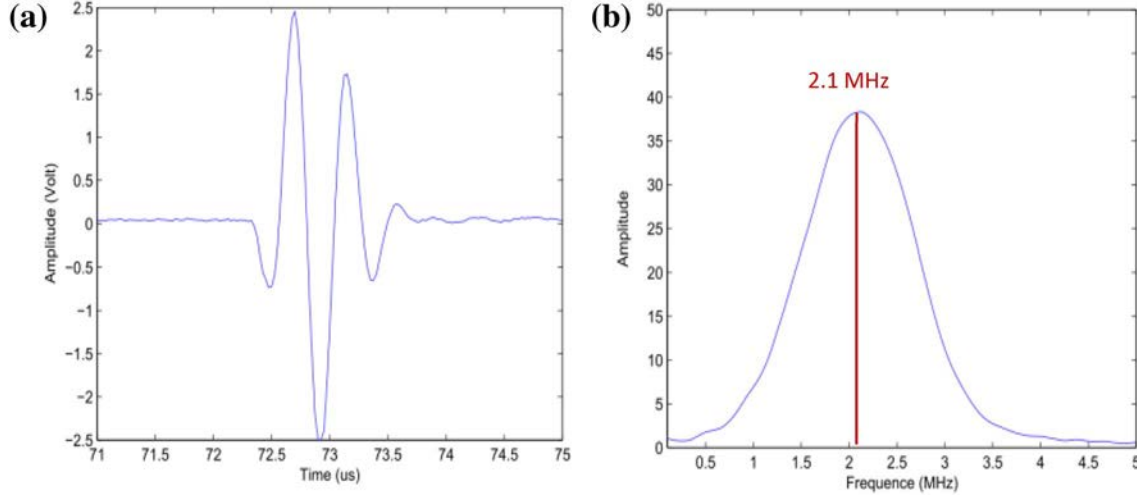 (a)
2.5
2
1.5
1
0.5
0
−0.5
−1
−1.5
−2
−2.5
Amplitude (Volt)
71 71.5 72 72.5 73 73.5 74 74.5 75
Time (us)
(b)
50
45
40
35
30
25
20
15
10
5
0
Amplitude
2.1 MHz
0.5 1 1.5 2 2.5 3 3.5 4 4.5 5
Frequence (MHz)